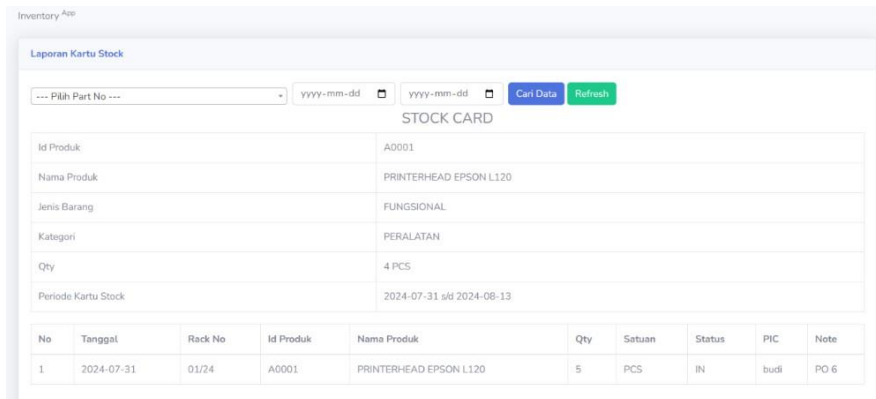 Inventory App
Laporan Kartu Stock
--- Pilih Part No --- yyyy-mm-dd yyyy-mm-dd Cari Data Refresh
STOCK CARD
Id Produk A0001
Nama Produk PRINTERHEAD EPSON L120
Jenis Barang FUNGSIONAL
Kategori PERALATAN
Qty 4 PCS
Periode Kartu Stock 2024-07-31 s/d 2024-08-13
No Tanggal Rack No Id Produk Nama Produk Qty Satuan Status PIC Note
1 2024-07-31 01/24 A0001 PRINTERHEAD EPSON L120 5 PCS IN budi PO 6